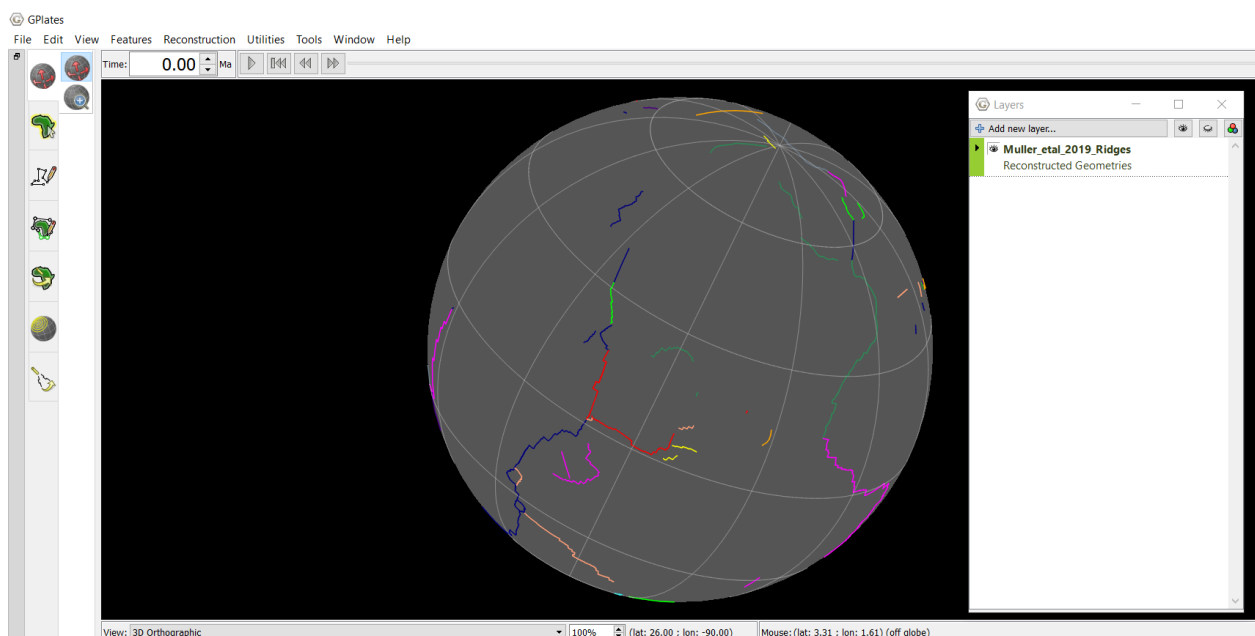 GPlates
File Edit View Features Reconstruction Utilities Tools Window Help
Time: 0.00 Ma
Layers
Add new layer...
Muller_etal_2019_Ridges
Reconstructed Geometries
View: 3D Orthographic 100% (lat: 26.00 ; lon: -90.00) Mouse: (lat: 3.31 ; lon: 1.61) (off globe)